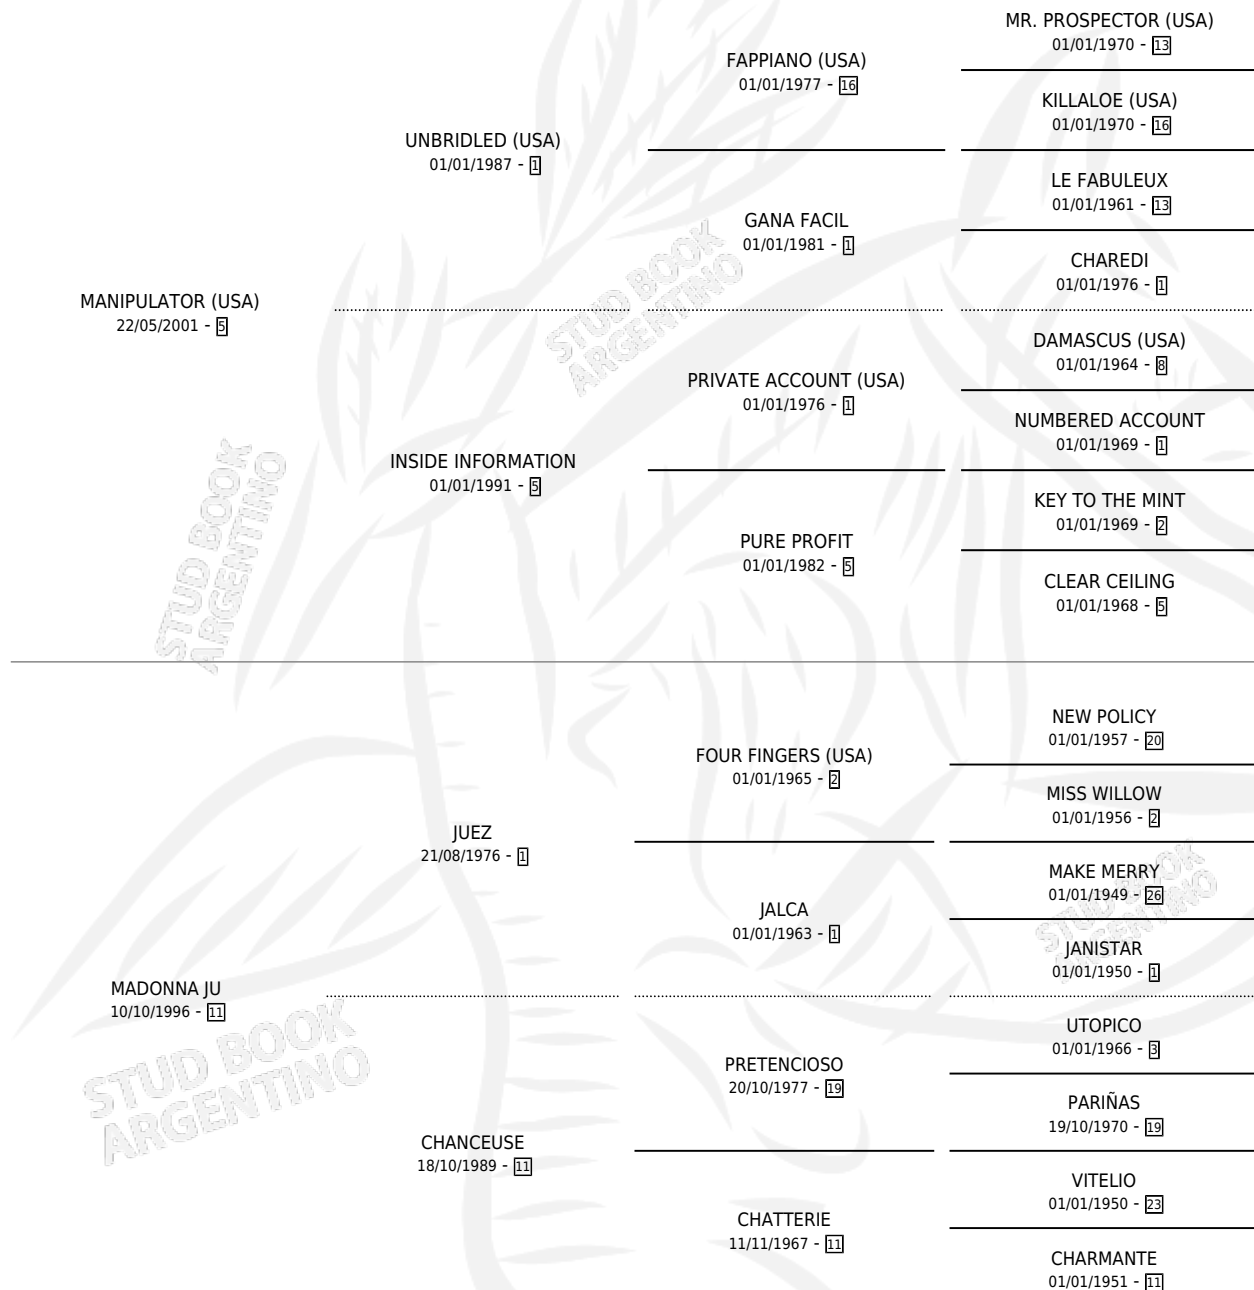 MR. PROSPECTOR (USA)
01/01/1970 - 13
FAPPIANO (USA)
01/01/1977 - 16
KILLALOE (USA)
01/01/1970 - 16
UNBRIDLED (USA)
01/01/1987 - 1
LE FABULEUX
01/01/1961 - 13
GANA FACIL
01/01/1981 - 1
CHAREDI
01/01/1976 - 1
MANIPULATOR (USA)
22/05/2001 - 5
DAMASCUS (USA)
01/01/1964 - 8
PRIVATE ACCOUNT (USA)
01/01/1976 - 1
NUMBERED ACCOUNT
01/01/1969 - 1
INSIDE INFORMATION
01/01/1991 - 5
KEY TO THE MINT
01/01/1969 - 2
PURE PROFIT
01/01/1982 - 5
CLEAR CEILING
01/01/1968 - 5
NEW POLICY
01/01/1957 - 20
FOUR FINGERS (USA)
01/01/1965 - 2
MISS WILLOW
01/01/1956 - 2
JUEZ
21/08/1976 - 1
MAKE MERRY
01/01/1949 - 26
JALCA
01/01/1963 - 1
JANISTAR
01/01/1950 - 1
MADONNA JU
10/10/1996 - 11
UTOPICO
01/01/1966 - 3
PRETENCIOSO
20/10/1977 - 19
PARIÑAS
19/10/1970 - 19
CHANCEUSE
18/10/1989 - 11
VITELIO
01/01/1950 - 23
CHATTERIE
11/11/1967 - 11
CHARMANTE
01/01/1951 - 11
STUD BOOK
ARGENTINO
STUD BOOK
ARGENTINO
STUD BOOK
ARGENTINO
STUD BOOK
ARGENTINO